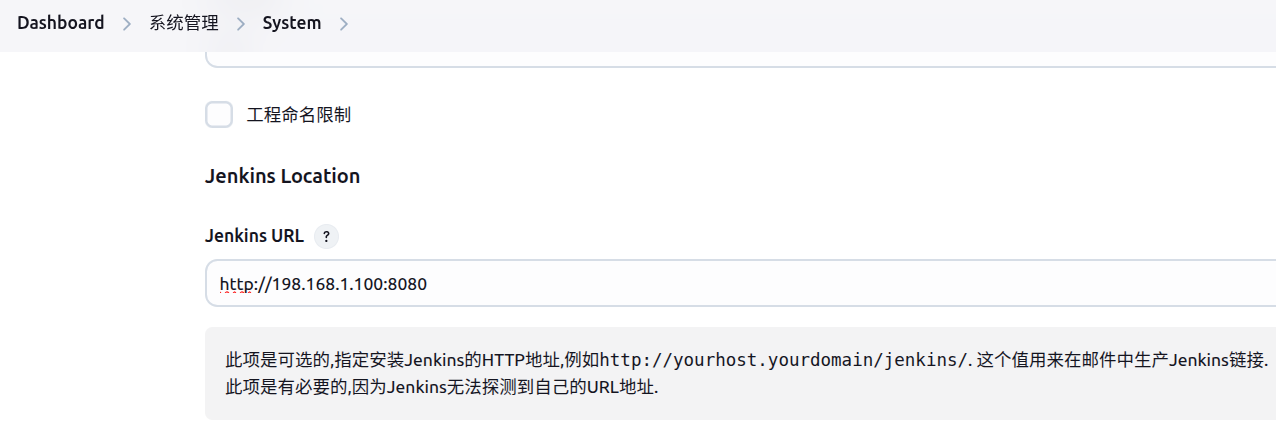 Dashboard > 系统管理 > System >
工程命名限制
Jenkins Location
Jenkins URL ?
http://198.168.1.100:8080
此项是可选的,指定安装Jenkins的HTTP地址,例如http://yourhost.yourdomain/jenkins/. 这个值用来在邮件中生产Jenkins链接.
此项是有必要的,因为Jenkins无法探测到自己的URL地址.